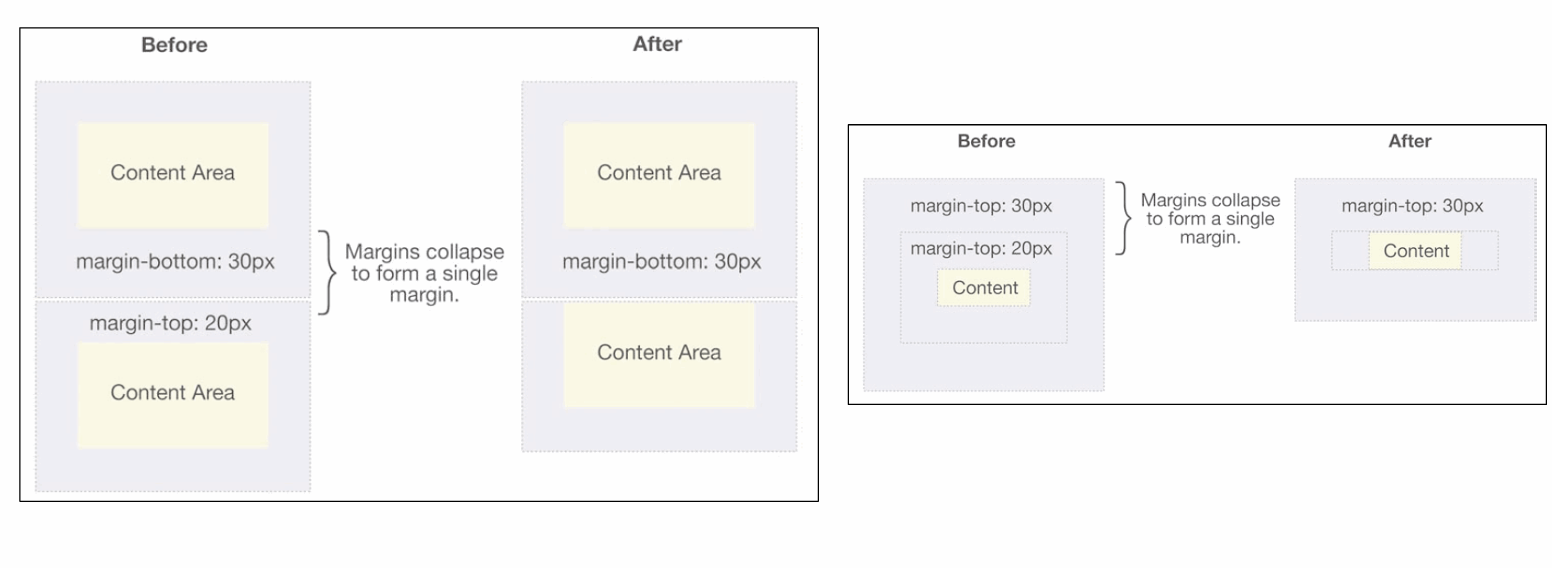 Before
After
Content Area
Content Area
margin-bottom: 30px
Margins collapse
to form a single
margin.
margin-bottom: 30px
margin-top: 20px
Content Area
Content Area
Before
After
margin-top: 30px
margin-top: 20px
Content
Margins collapse
to form a single
margin.
margin-top: 30px
Content